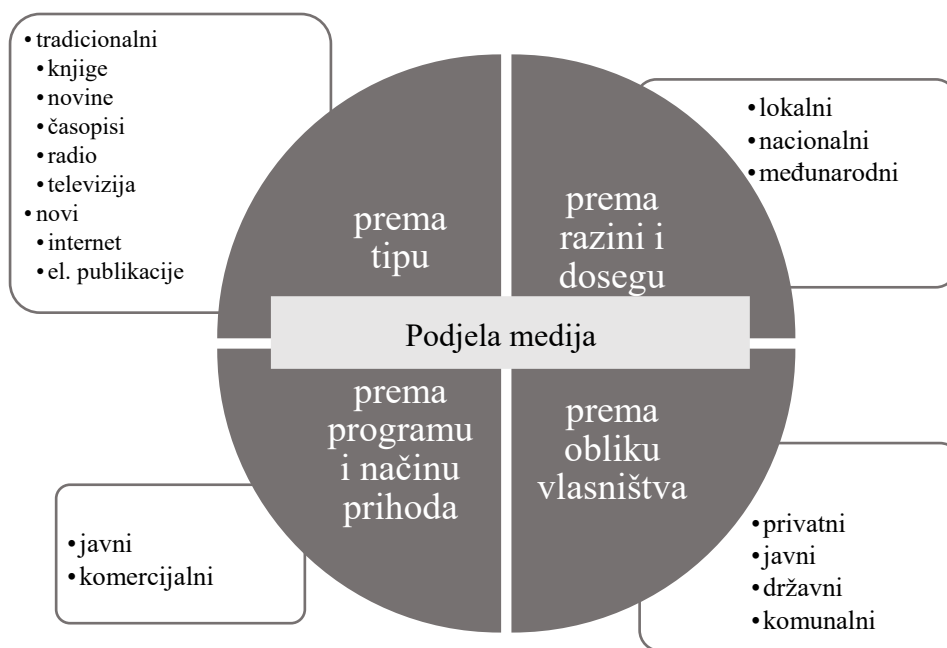 • tradicionalni
• knjige
• novine
• časopisi
• radio
• televizija
• novi
• internet
• el. publikacije
prema
tipu
prema
razini i
dosegu
• lokalni
• nacionalni
• međunarodni
Podjela medija
prema
programu
i načinu
prihoda
• javni
• komercijalni
prema
obliku
vlasništva
• privatni
• javni
• državni
• komunalni